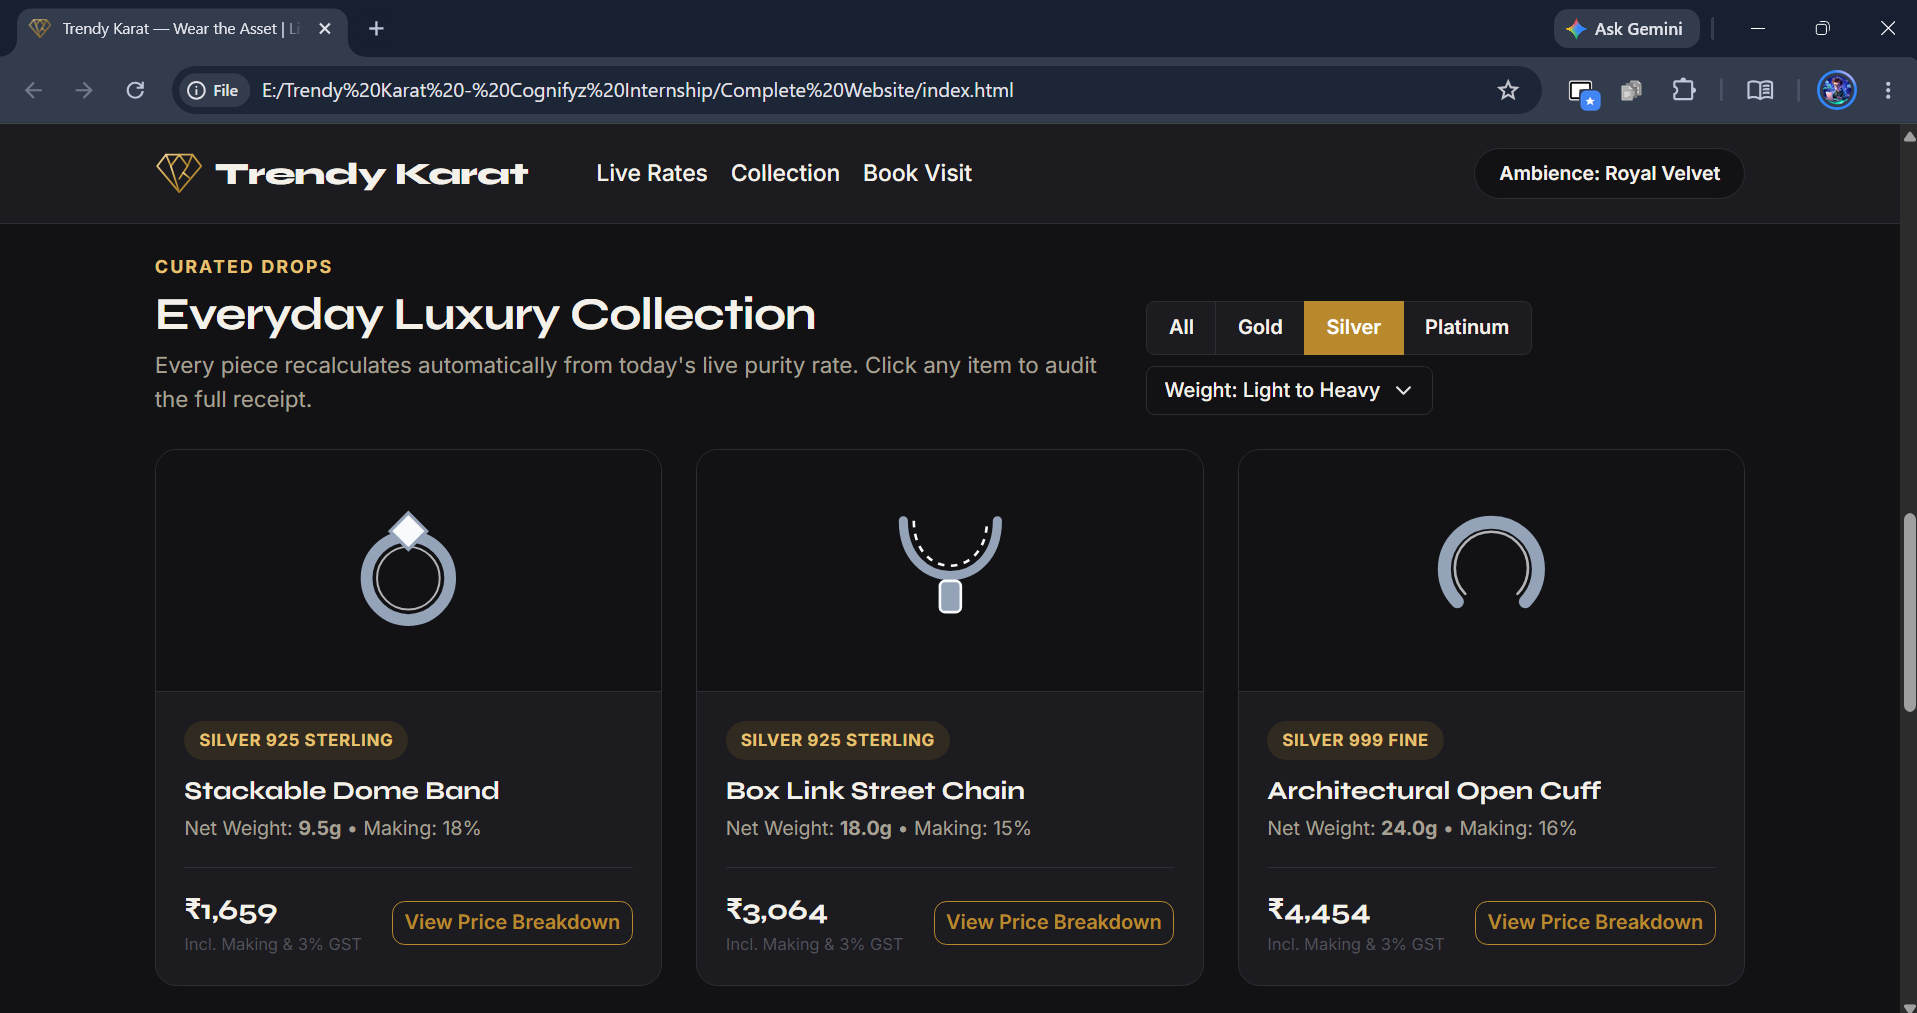 Trendy Karat — Wear the Asset | Li
Ask Gemini
File
E:/Trendy%20Karat%20-%20Cognifyz%20Internship/Complete%20Website/index.html
Trendy Karat
Live Rates
Collection
Book Visit
Ambience: Royal Velvet
CURATED DROPS
Everyday Luxury Collection
Every piece recalculates automatically from today's live purity rate. Click any item to audit
the full receipt.
All
Gold
Silver
Platinum
Weight: Light to Heavy
SILVER 925 STERLING
Stackable Dome Band
Net Weight: 9.5g • Making: 18%
₹1,659
Incl. Making & 3% GST
View Price Breakdown
SILVER 925 STERLING
Box Link Street Chain
Net Weight: 18.0g • Making: 15%
₹3,064
Incl. Making & 3% GST
View Price Breakdown
SILVER 999 FINE
Architectural Open Cuff
Net Weight: 24.0g • Making: 16%
₹4,454
Incl. Making & 3% GST
View Price Breakdown